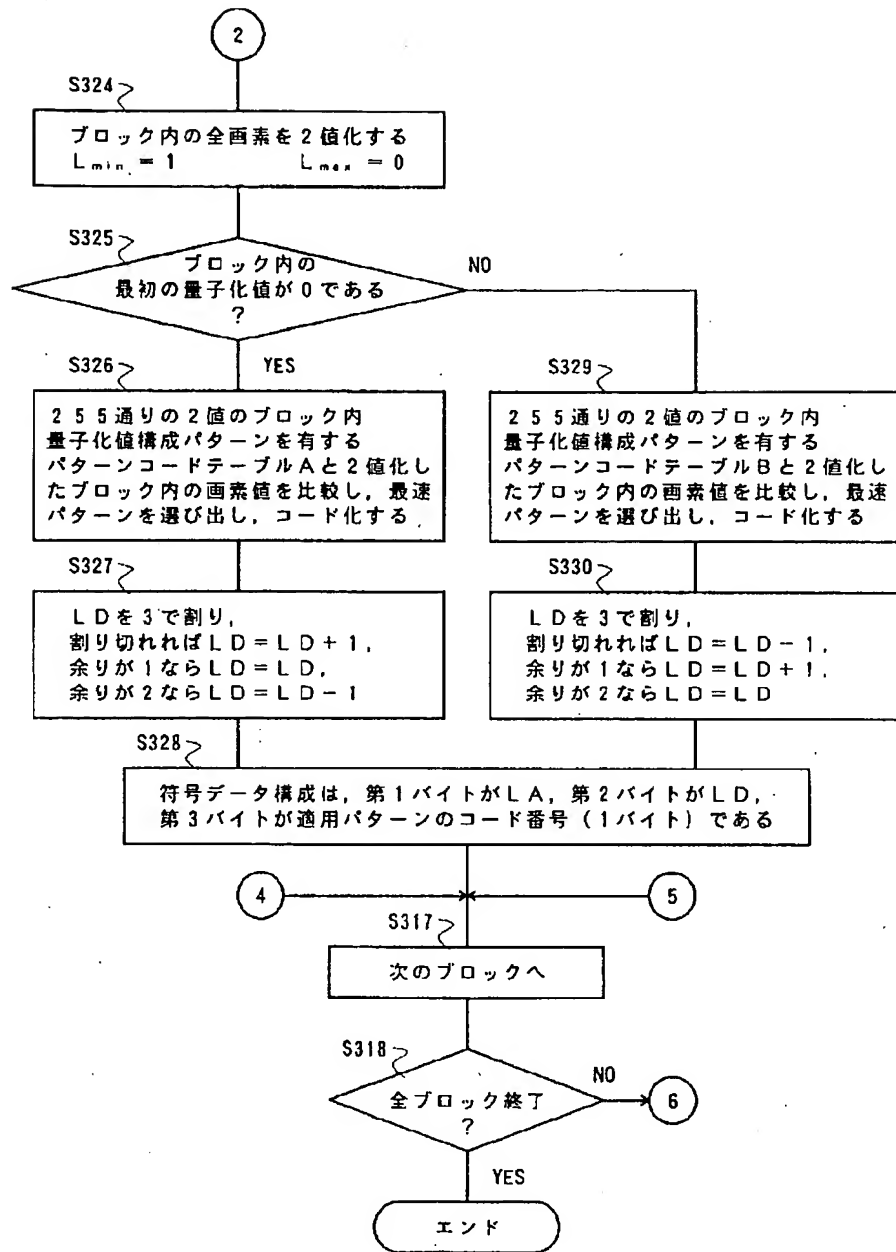 2
S324
ブロック内の全画素を2値化する
Lmin = 1 Lmax = 0
S325
ブロック内の
最初の量子化値が0である
?
NO
YES
S326
255通りの2値のブロック内
量子化値構成パターンを有する
パターンコードテーブルAと2値化し
たブロック内の画素値を比較し,最速
パターンを選び出し,コード化する
S329
255通りの2値のブロック内
量子化値構成パターンを有する
パターンコードテーブルBと2値化し
たブロック内の画素値を比較し,最速
パターンを選び出し,コード化する
S327
LDを3で割り,
割り切れればLD=LD+1,
余りが1ならLD=LD,
余りが2ならLD=LD-1
S330
LDを3で割り,
割り切れればLD=LD-1,
余りが1ならLD=LD+1,
余りが2ならLD=LD
S328
符号データ構成は,第1バイトがLA,第2バイトがLD,
第3バイトが適用パターンのコード番号(1バイト)である
4
5
S317
次のブロックへ
S318
全ブロック終了
?
NO
6
YES
エンド